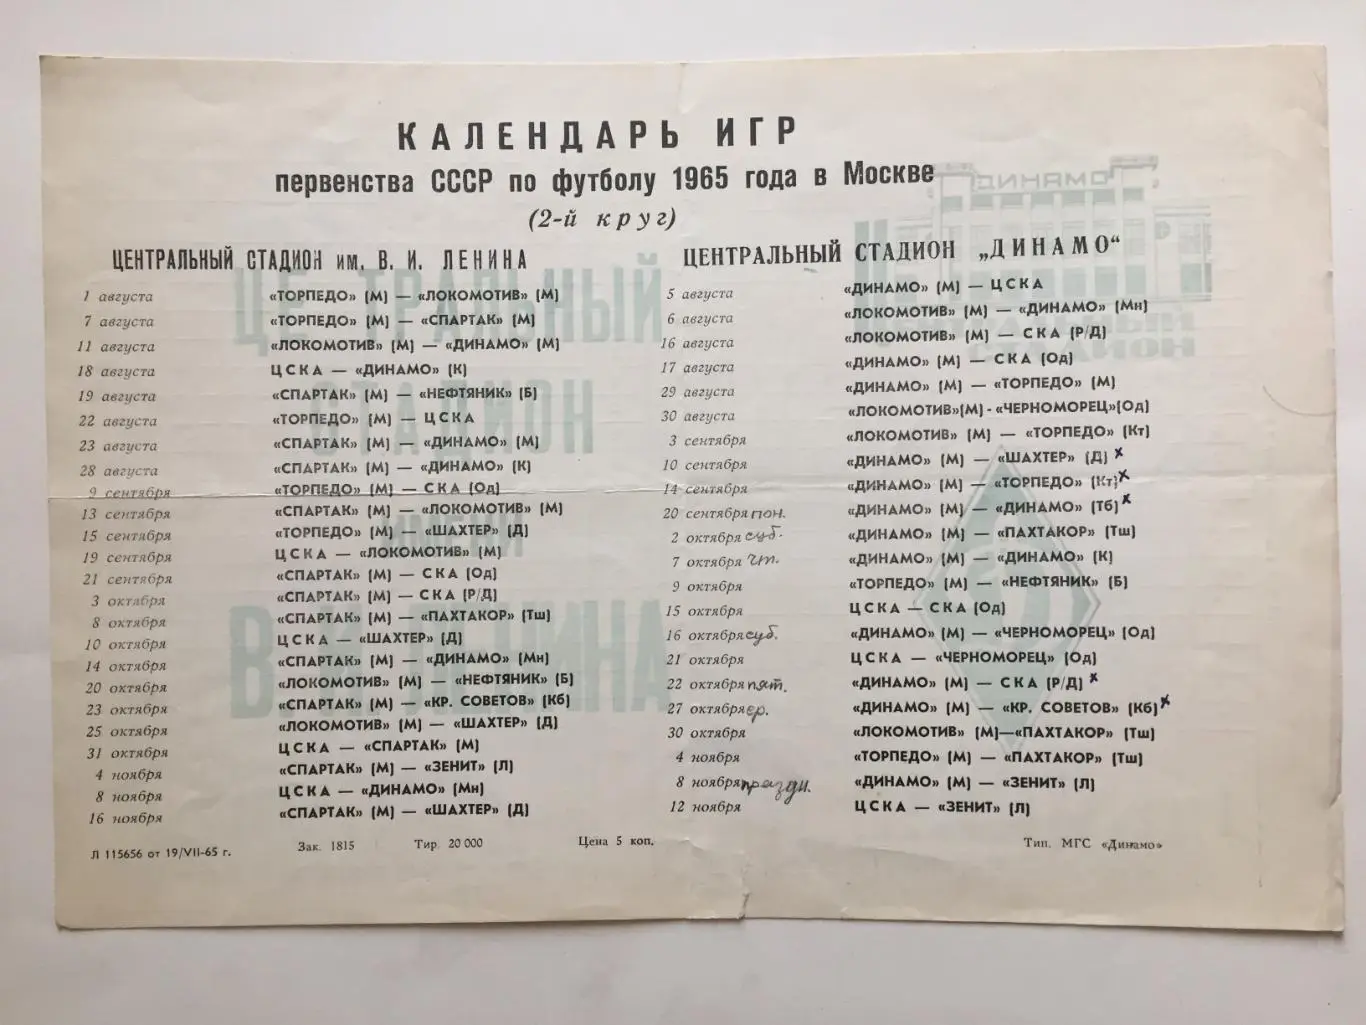 КАЛЕНДАРЬ ИГР
первенства СССР по футболу 1965 года в Москве
(2-й круг)
ЦЕНТРАЛЬНЫЙ СТАДИОН им. В. И. ЛЕНИНА
1 августа «ТОРПЕДО» (М) — «ЛОКОМОТИВ» (М)
7 августа «ТОРПЕДО» (М) — «СПАРТАК» (М)
11 августа «ЛОКОМОТИВ» (М) — «ДИНАМО» (М)
18 августа ЦСКА — «ДИНАМО» (К)
19 августа «СПАРТАК» (М) — «НЕФТЯНИК» (Б)
22 августа «ТОРПЕДО» (М) — ЦСКА
23 августа «СПАРТАК» (М) — «ДИНАМО» (М)
28 августа «СПАРТАК» (М) — «ДИНАМО» (К)
9 сентября «ТОРПЕДО» (М) — СКА (Од)
13 сентября «СПАРТАК» (М) — «ЛОКОМОТИВ» (М)
15 сентября «ТОРПЕДО» (М) — «ШАХТЕР» (Д)
19 сентября ЦСКА — «ЛОКОМОТИВ» (М)
21 сентября «СПАРТАК» (М) — СКА (Од)
3 октября «СПАРТАК» (М) — СКА (Р/Д)
8 октября «СПАРТАК» (М) — «ПАХТАКОР» (Тш)
10 октября ЦСКА — «ШАХТЕР» (Д)
14 октября «СПАРТАК» (М) — «ДИНАМО» (Мн)
20 октября «ЛОКОМОТИВ» (М) — «НЕФТЯНИК» (Б)
23 октября «СПАРТАК» (М) — «КР. СОВЕТОВ» (Кб)
25 октября «ЛОКОМОТИВ» (М) — «ШАХТЕР» (Д)
31 октября ЦСКА — «СПАРТАК» (М)
4 ноября «СПАРТАК» (М) — «ЗЕНИТ» (Л)
8 ноября ЦСКА — «ДИНАМО» (Мн)
16 ноября «СПАРТАК» (М) — «ШАХТЕР» (Д)
ЦЕНТРАЛЬНЫЙ СТАДИОН „ДИНАМО“
5 августа «ДИНАМО» (М) — ЦСКА
6 августа «ЛОКОМОТИВ» (М) — «ДИНАМО» (Мн)
16 августа «ЛОКОМОТИВ» (М) — СКА (Р/Д)
17 августа «ДИНАМО» (М) — СКА (Од)
29 августа «ДИНАМО» (М) — «ТОРПЕДО» (М)
30 августа «ЛОКОМОТИВ»(М)-«ЧЕРНОМОРЕЦ»(Од)
3 сентября «ЛОКОМОТИВ» (М) — «ТОРПЕДО» (Кт)
10 сентября «ДИНАМО» (М) — «ШАХТЕР» (Д) x
14 сентября «ДИНАМО» (М) — «ТОРПЕДО» (Кт) x
20 сентября пон. «ДИНАМО» (М) — «ДИНАМО» (Тб) x
2 октября суб. «ДИНАМО» (М) — «ПАХТАКОР» (Тш)
7 октября чт. «ДИНАМО» (М) — «ДИНАМО» (К)
9 октября «ТОРПЕДО» (М) — «НЕФТЯНИК» (Б)
15 октября ЦСКА — СКА (Од)
16 октября суб. «ДИНАМО» (М) — «ЧЕРНОМОРЕЦ» (Од)
21 октября ЦСКА — «ЧЕРНОМОРЕЦ» (Од)
22 октября пят. «ДИНАМО» (М) — СКА (Р/Д) x
27 октября ср. «ДИНАМО» (М) — «КР. СОВЕТОВ» (Кб) x
30 октября «ЛОКОМОТИВ» (М)—«ПАХТАКОР» (Тш)
4 ноября «ТОРПЕДО» (М) — «ПАХТАКОР» (Тш)
8 ноября праздн. «ДИНАМО» (М) — «ЗЕНИТ» (Л)
12 ноября ЦСКА — «ЗЕНИТ» (Л)
Л 115656 от 19/VII-65 г. Зак. 1815 Тир. 20 000 Цена 5 коп. Тип. МГС «Динамо»